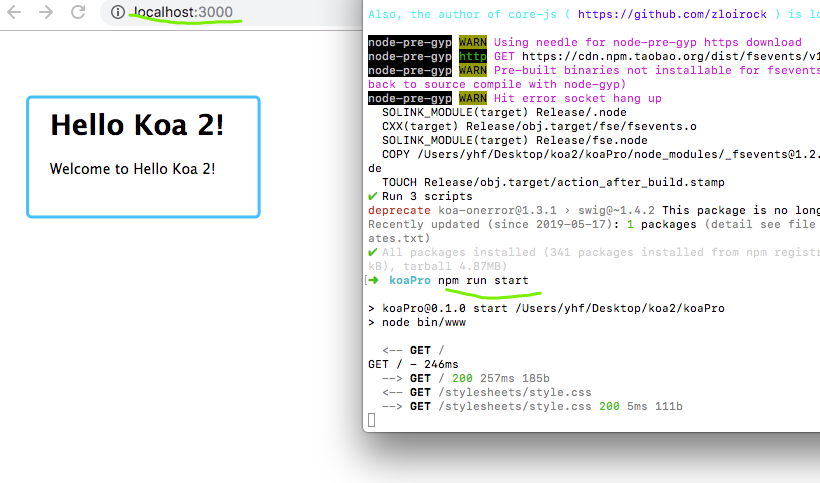 localhost:3000
Hello Koa 2!
Welcome to Hello Koa 2!
Also, the author of core-js ( https://github.com/zloirock ) is lo
node-pre-gyp WARN Using needle for node-pre-gyp https download
node-pre-gyp http GET https://cdn.npm.taobao.org/dist/fsevents/v1
node-pre-gyp WARN Pre-built binaries not installable for fsevents
back to source compile with node-gyp)
node-pre-gyp WARN Hit error socket hang up
SOLINK_MODULE(target) Release/.node
CXX(target) Release/obj.target/fse/fsevents.o
SOLINK_MODULE(target) Release/fse.node
COPY /Users/yhf/Desktop/koa2/koaPro/node_modules/_fsevents@1.2.
de
TOUCH Release/obj.target/action_after_build.stamp
✔ Run 3 scripts
deprecate koa-onerror@1.3.1 › swig@~1.4.2 This package is no long
Recently updated (since 2019-05-17): 1 packages (detail see file
ates.txt)
✔ All packages installed (341 packages installed from npm registr
kB), tarball 4.87MB)
[➜ koaPro npm run start
> koaPro@0.1.0 start /Users/yhf/Desktop/koa2/koaPro
> node bin/www
<-- GET /
GET / - 246ms
--> GET / 200 257ms 185b
<-- GET /stylesheets/style.css
--> GET /stylesheets/style.css 200 5ms 111b